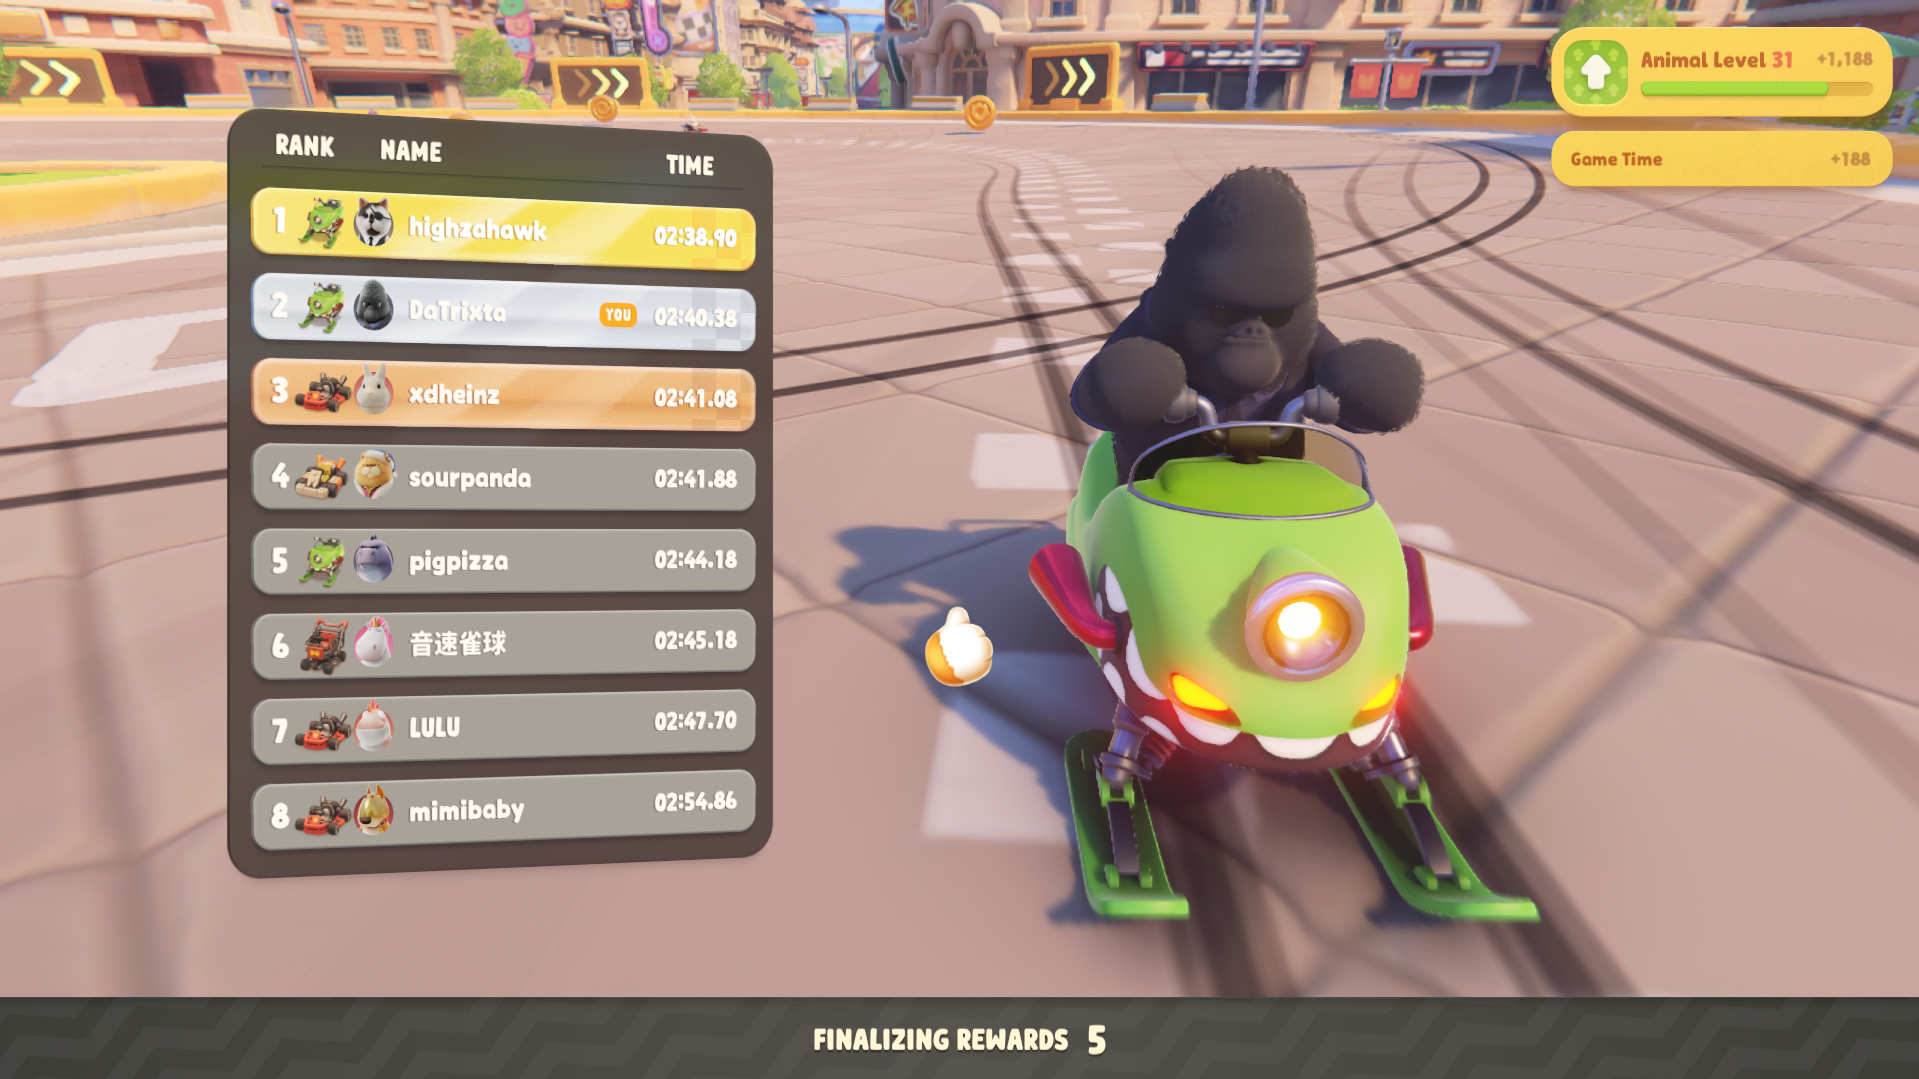 RANK NAME TIME
1 highzahawk 02:38.90
2 DaTrixta YOU 02:40.38
3 xdheinz 02:41.08
4 sourpanda 02:41.88
5 pigpizza 02:44.18
6 音速雀球 02:45.18
7 LULU 02:47.70
8 mimibaby 02:54.86
Animal Level 31 +1,188
Game Time +188
FINALIZING REWARDS 5